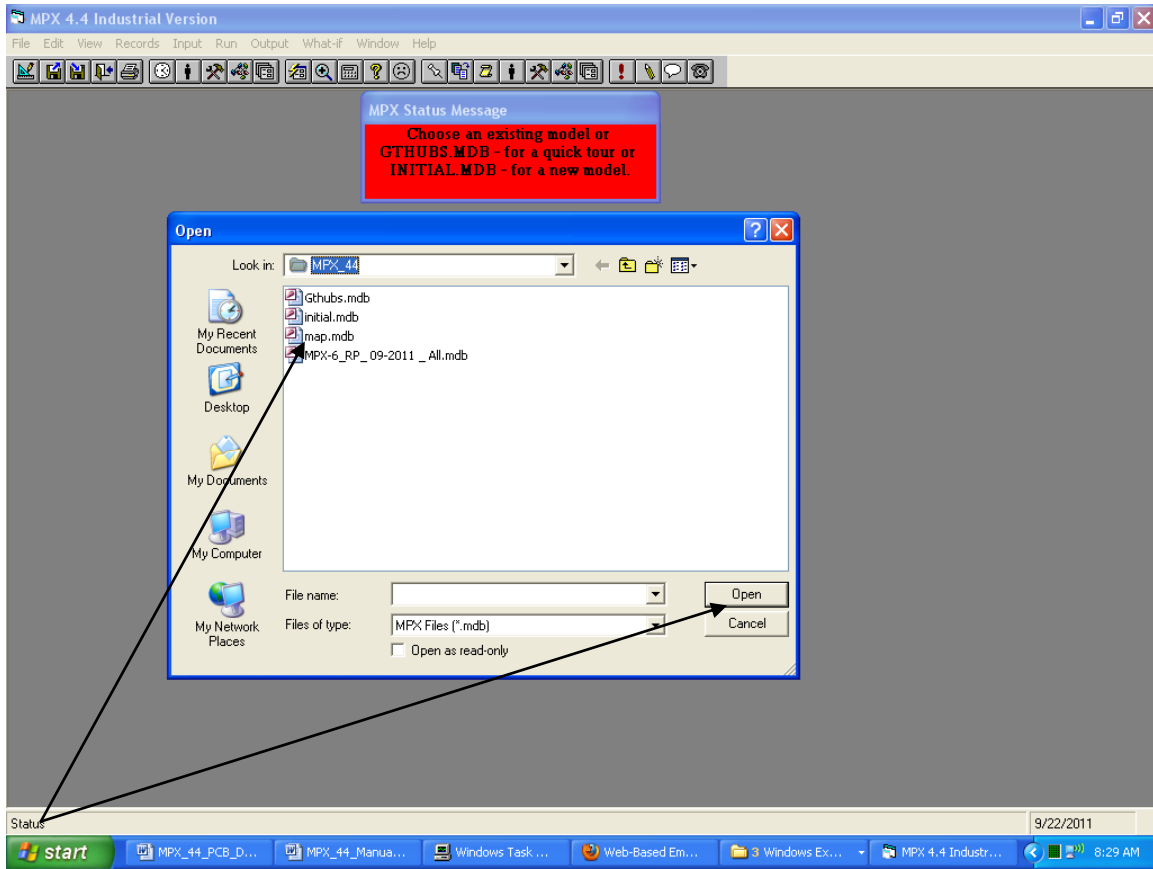 MPX 4.4 Industrial Version
File Edit View Records Input Run Output What-if Window Help
MPX Status Message
Choose an existing model or
GTHUBS.MDB - for a quick tour or
INITIAL.MDB - for a new model.
Open
Look in: MPX_44
Gthubs.mdb
initial.mdb
map.mdb
MPX-6_RP_ 09-2011 _ All.mdb
My Recent
Documents
Desktop
My Documents
My Computer
My Network
Places
File name:
Open
Files of type: MPX Files (*.mdb)
Cancel
Open as read-only
Status
9/22/2011
start
MPX_44_PCB_D...
MPX_44_Manua...
Windows Task ...
Web-Based Em...
3 Windows Ex...
MPX 4.4 Industr...
8:29 AM